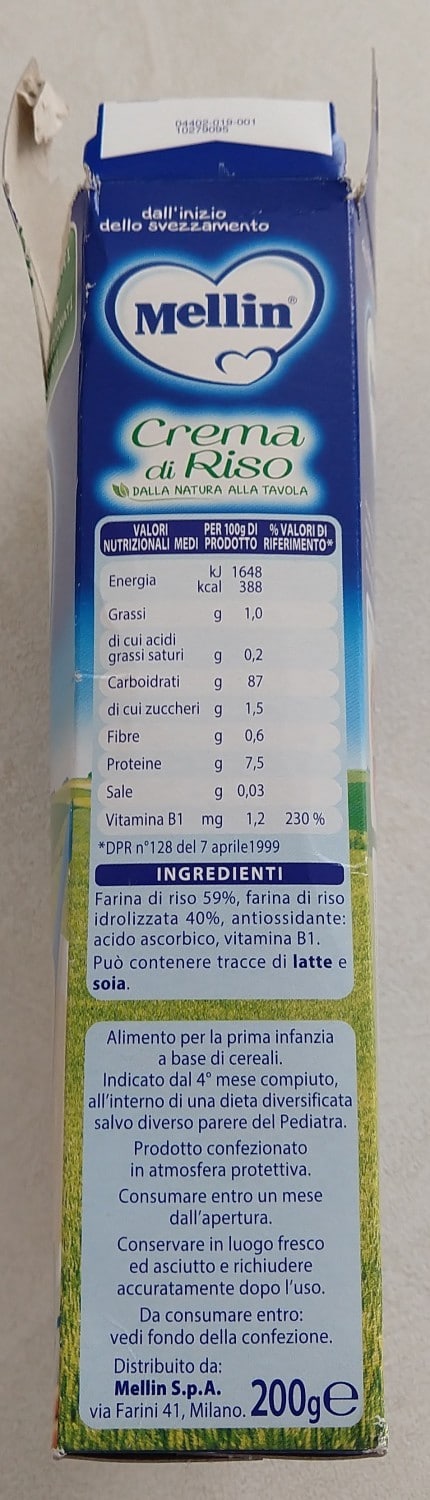 04402-019-001
10279095
dall'inizio
dello svezzamento
Mellin®
Crema
di Riso
DALLA NATURA ALLA TAVOLA
VALORI NUTRIZIONALI MEDI PER 100g DI PRODOTTO % VALORI DI RIFERIMENTO*
Energia kJ 1648
kcal 388
Grassi g 1,0
di cui acidi
grassi saturi g 0,2
Carboidrati g 87
di cui zuccheri g 1,5
Fibre g 0,6
Proteine g 7,5
Sale g 0,03
Vitamina B1 mg 1,2 230 %
*DPR n°128 del 7 aprile1999
INGREDIENTI
Farina di riso 59%, farina di riso
idrolizzata 40%, antiossidante:
acido ascorbico, vitamina B1.
Può contenere tracce di latte e
soia.
Alimento per la prima infanzia
a base di cereali.
Indicato dal 4° mese compiuto,
all'interno di una dieta diversificata
salvo diverso parere del Pediatra.
Prodotto confezionato
in atmosfera protettiva.
Consumare entro un mese
dall'apertura.
Conservare in luogo fresco
ed asciutto e richiudere
accuratamente dopo l'uso.
Da consumare entro:
vedi fondo della confezione.
Distribuito da:
Mellin S.p.A.
via Farini 41, Milano. 200g℮